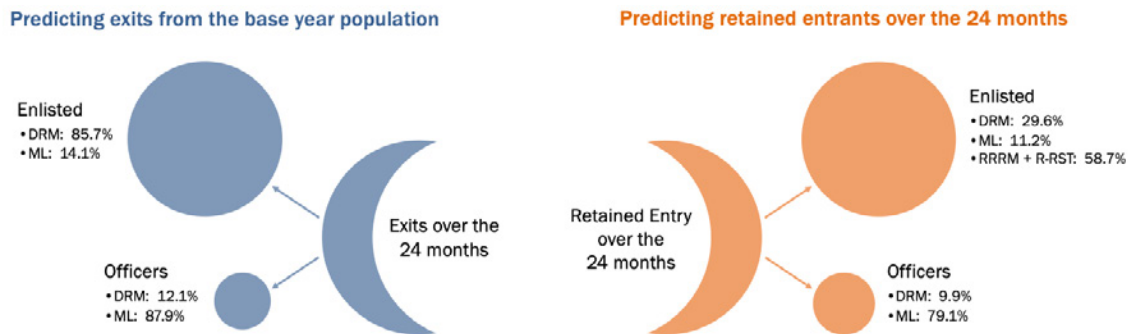 Predicting exits from the base year population
Enlisted
•DRM: 85.7%
•ML: 14.1%
Exits over the
24 months
Officers
•DRM: 12.1%
•ML: 87.9%
Predicting retained entrants over the 24 months
Enlisted
•DRM: 29.6%
•ML: 11.2%
•RRRM + R-RST: 58.7%
Retained Entry
over the
24 months
Officers
•DRM: 9.9%
•ML: 79.1%